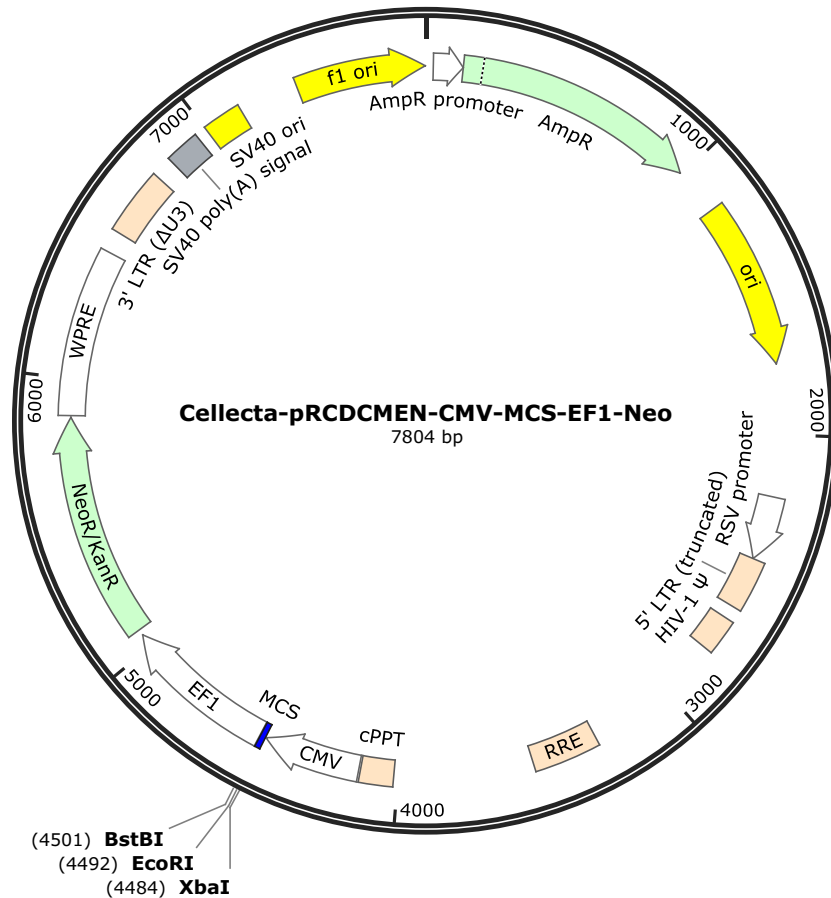 f1 ori
AmpR promoter
AmpR
1000
ori
2000
RSV promoter
5' LTR (truncated)
HIV-1 Ψ
3000
RRE
4000
cPPT
CMV
MCS
EF1
(4501) BstBI
(4492) EcoRI
(4484) XbaI
5000
NeoR/KanR
6000
WPRE
3' LTR (ΔU3)
SV40 poly(A) signal
SV40 ori
7000
Cellecta-pRCDCMEN-CMV-MCS-EF1-Neo
7804 bp